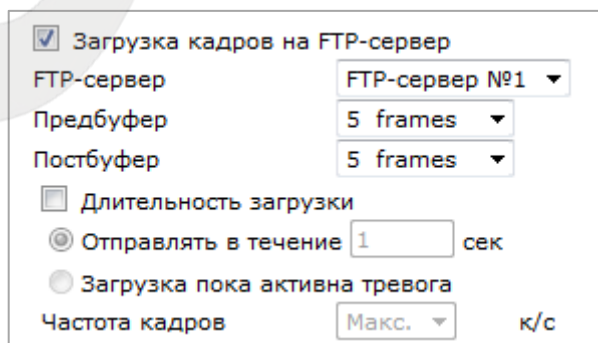 Загрузка кадров на FTP-сервер
FTP-сервер FTP-сервер №1
Предбуфер 5 frames
Постбуфер 5 frames
Длительность загрузки
Отправлять в течение 1 сек
Загрузка пока активна тревога
Частота кадров Макс. к/с